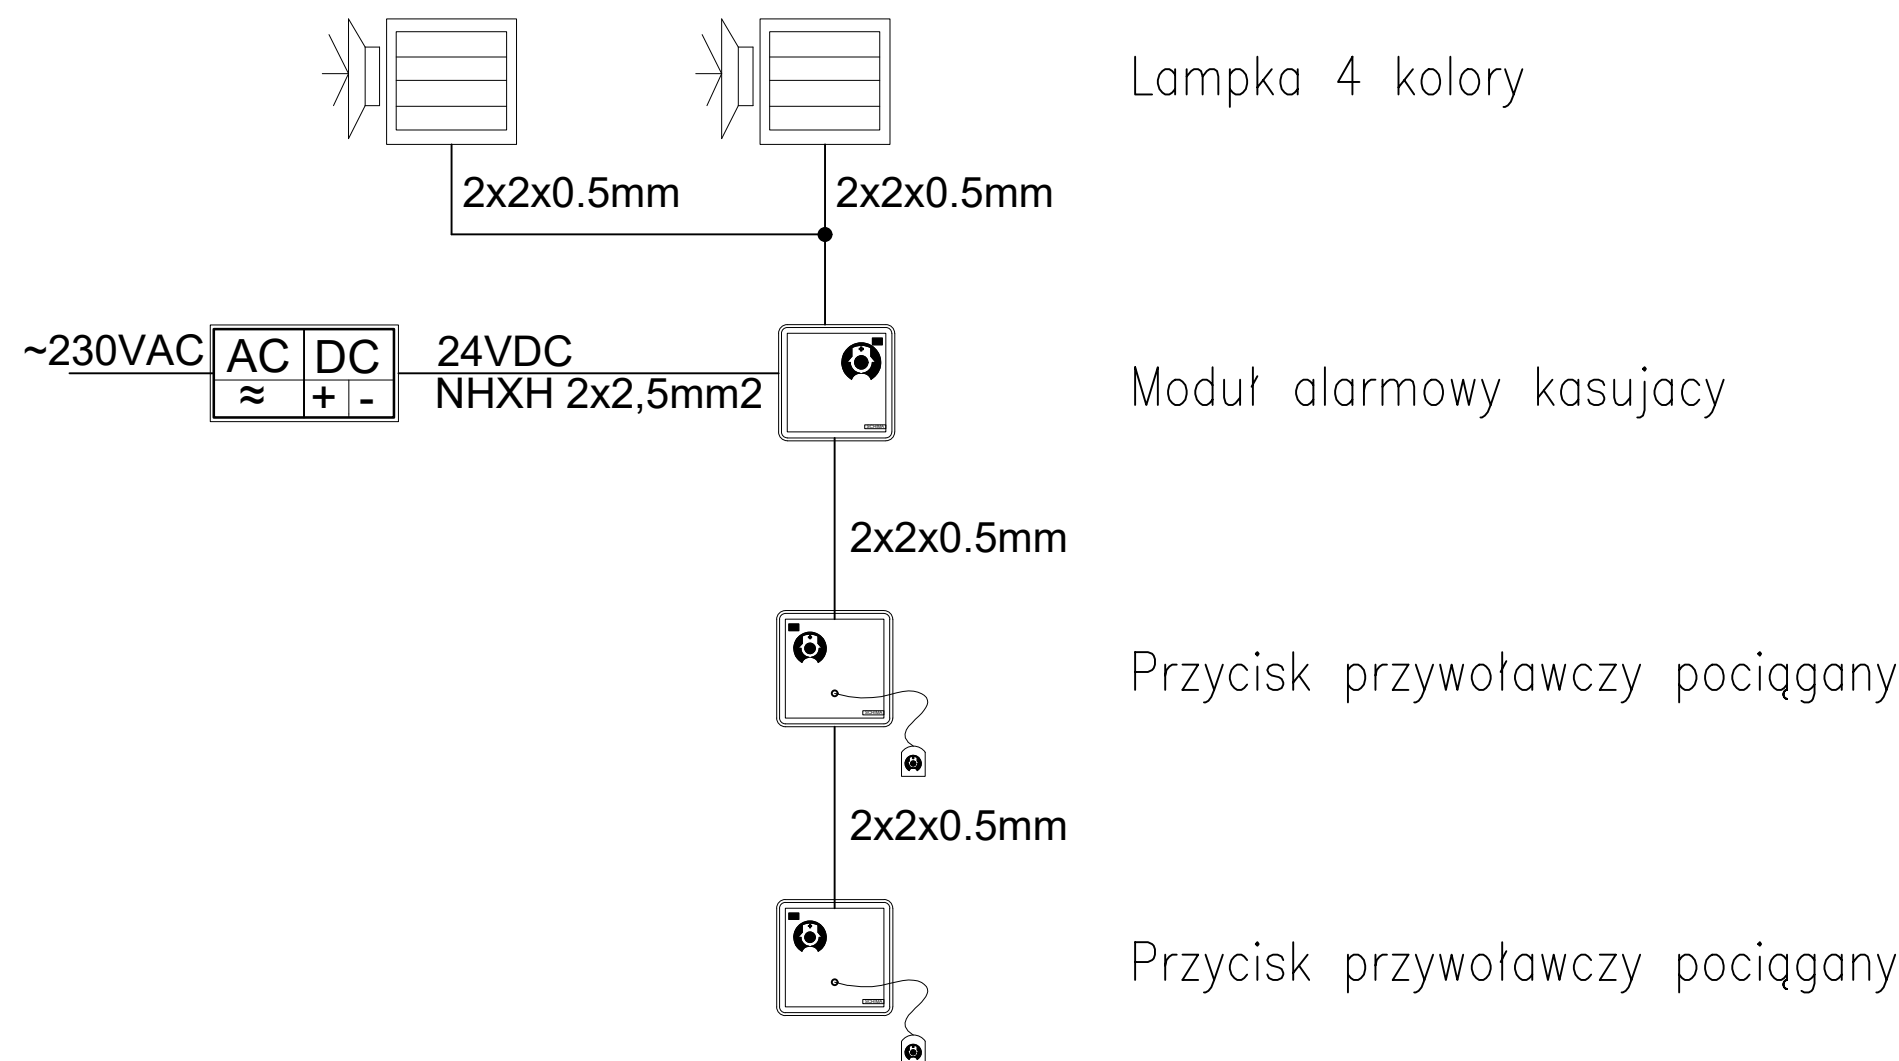 Lampka 4 kolory
2x2x0.5mm 2x2x0.5mm
~230VAC AC DC 24VDC
≈ + - NHXH 2x2,5mm2
Moduł alarmowy kasujacy
2x2x0.5mm
Przycisk przywoławczy pociągany
2x2x0.5mm
Przycisk przywoławczy pociągany